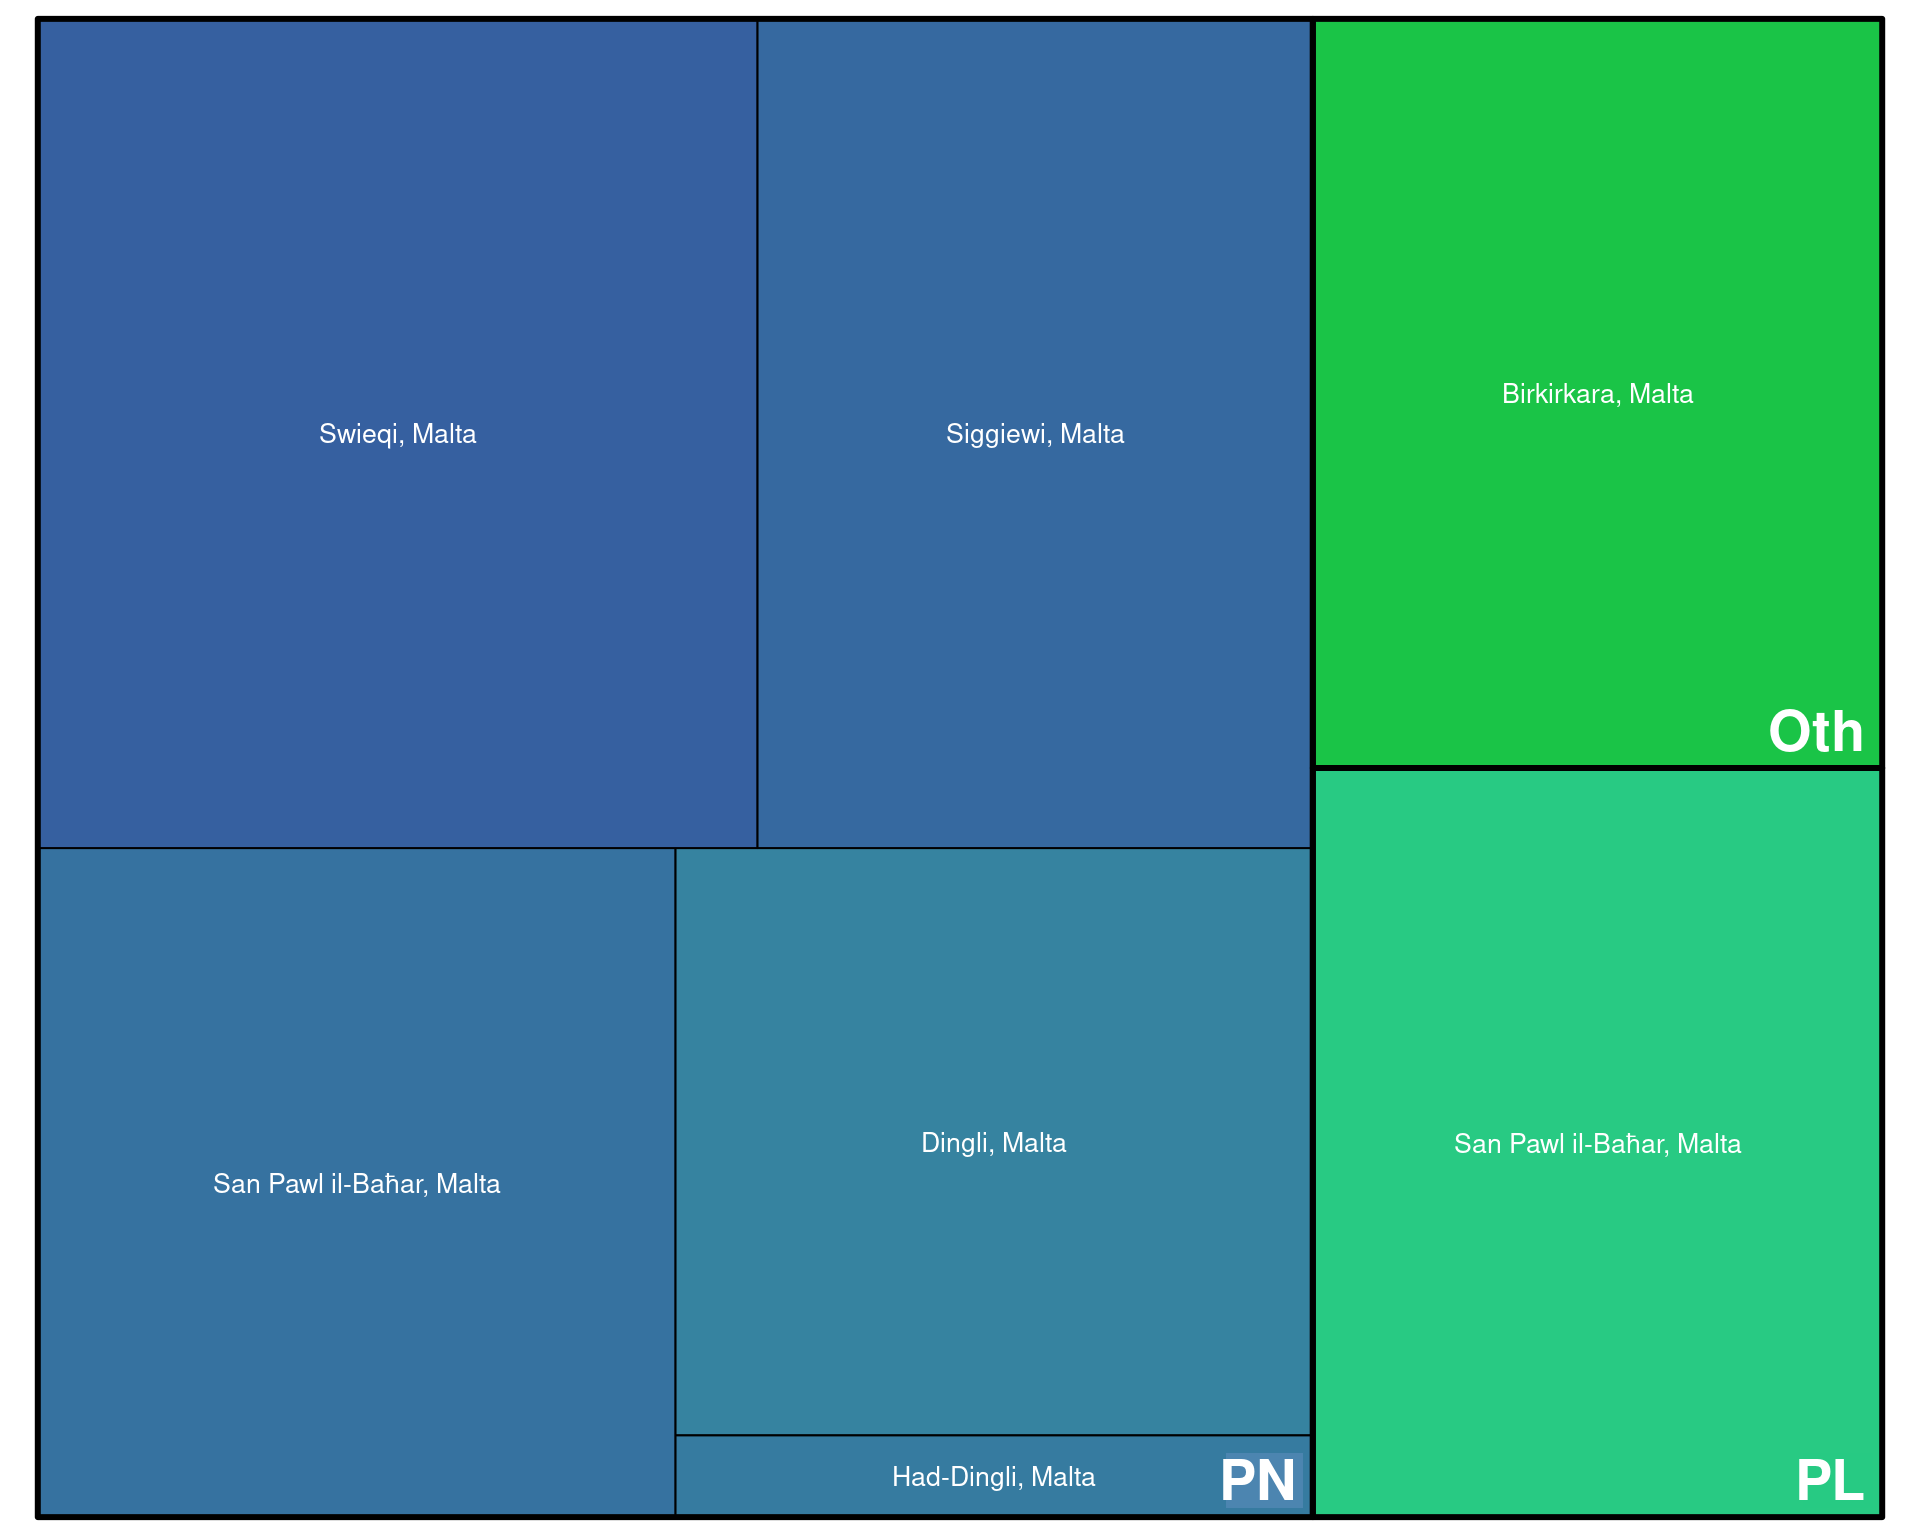 Swieqi, Malta
Siggiewi, Malta
Birkirkara, Malta
Oth
San Pawl il-Baħar, Malta
Dingli, Malta
San Pawl il-Baħar, Malta
Had-Dingli, Malta
PN
PL